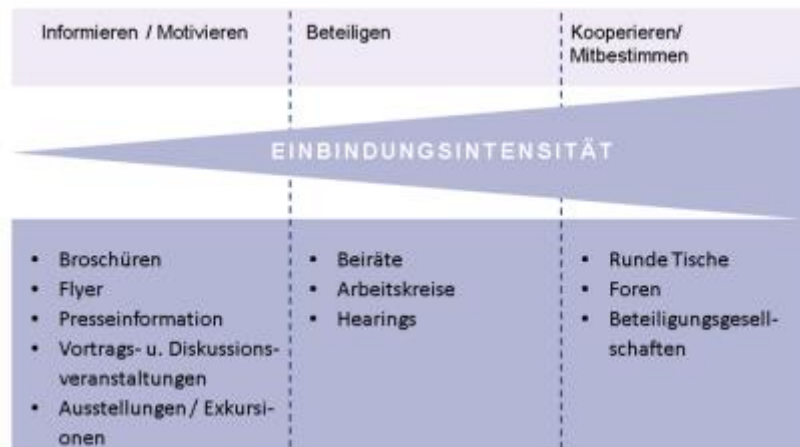 Informieren / Motivieren
Beteiligen
Kooperieren/
Mitbestimmen
EINBINDUNGSINTENSITÄT
• Broschüren
• Flyer
• Presseinformation
• Vortrags- u. Diskussions-
veranstaltungen
• Ausstellungen / Exkursi-
onen
• Beiräte
• Arbeitskreise
• Hearings
• Runde Tische
• Foren
• Beteiligungsgesell-
schaften